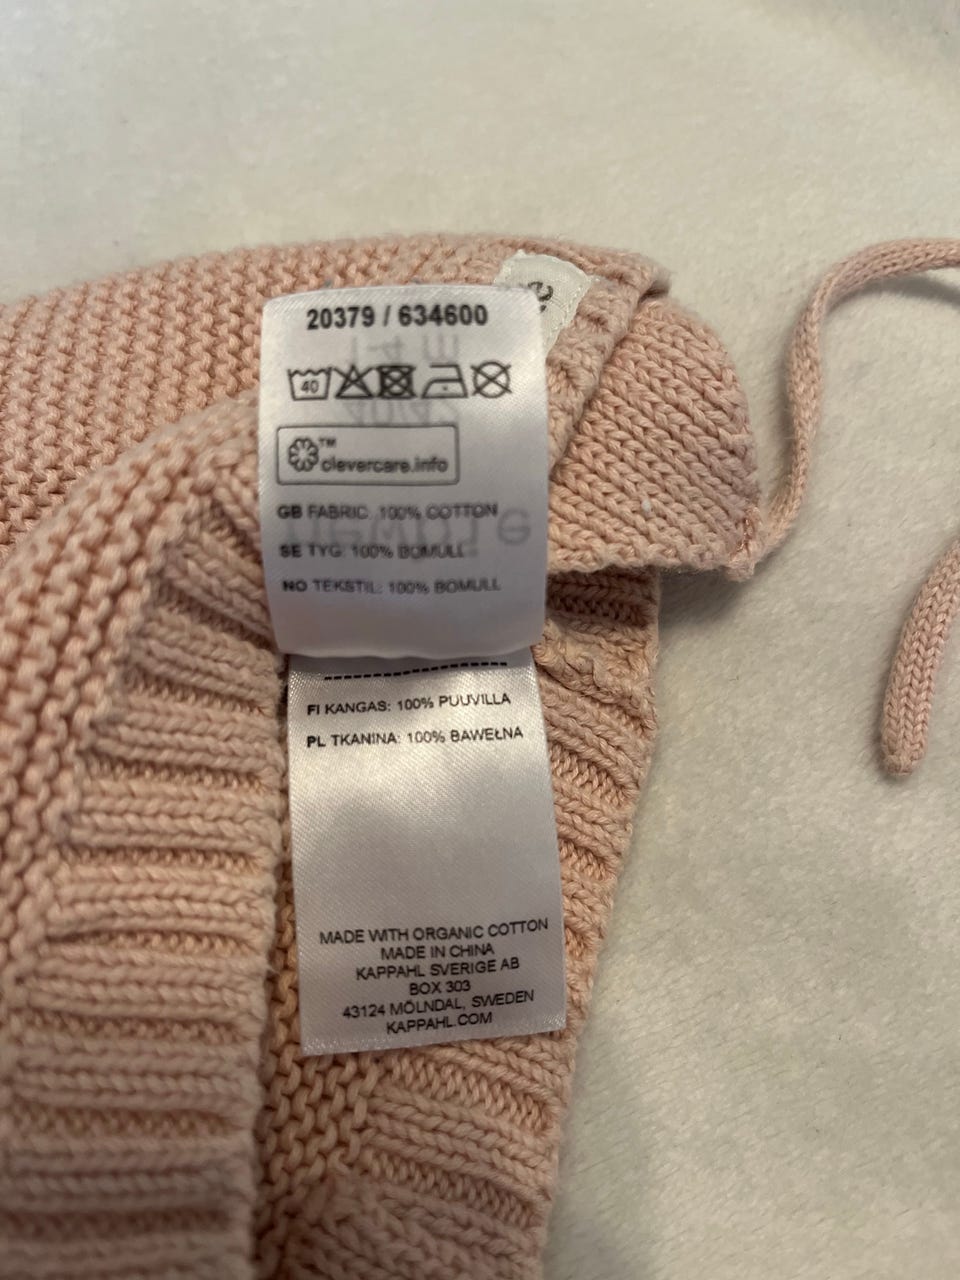 20379 / 634600
40
™
clevercare.info
GB FABRIC: 100% COTTON
SE TYG: 100% BOMULL
NO TEKSTIL: 100% BOMULL
FI KANGAS: 100% PUUVILLA
PL TKANINA: 100% BAWEŁNA
MADE WITH ORGANIC COTTON
MADE IN CHINA
KAPPAHL SVERIGE AB
BOX 303
43124 MÖLNDAL, SWEDEN
KAPPAHL.COM